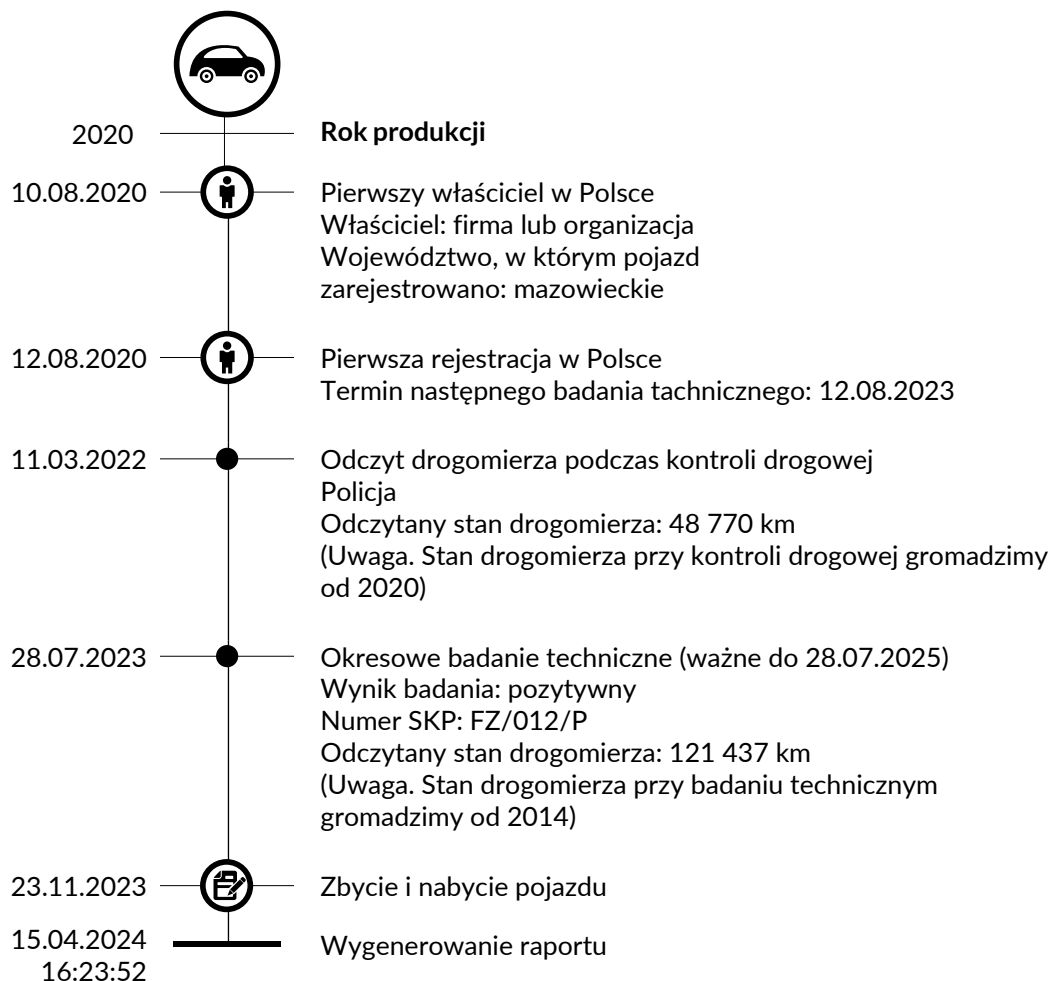 2020
Rok produkcji
10.08.2020
Pierwszy właściciel w Polsce
Właściciel: firma lub organizacja
Województwo, w którym pojazd
zarejestrowano: mazowieckie
12.08.2020
Pierwsza rejestracja w Polsce
Termin następnego badania tachnicznego: 12.08.2023
11.03.2022
Odczyt drogomierza podczas kontroli drogowej
Policja
Odczytany stan drogomierza: 48 770 km
(Uwaga. Stan drogomierza przy kontroli drogowej gromadzimy
od 2020)
28.07.2023
Okresowe badanie techniczne (ważne do 28.07.2025)
Wynik badania: pozytywny
Numer SKP: FZ/012/P
Odczytany stan drogomierza: 121 437 km
(Uwaga. Stan drogomierza przy badaniu technicznym
gromadzimy od 2014)
23.11.2023
Zbycie i nabycie pojazdu
15.04.2024
16:23:52
Wygenerowanie raportu